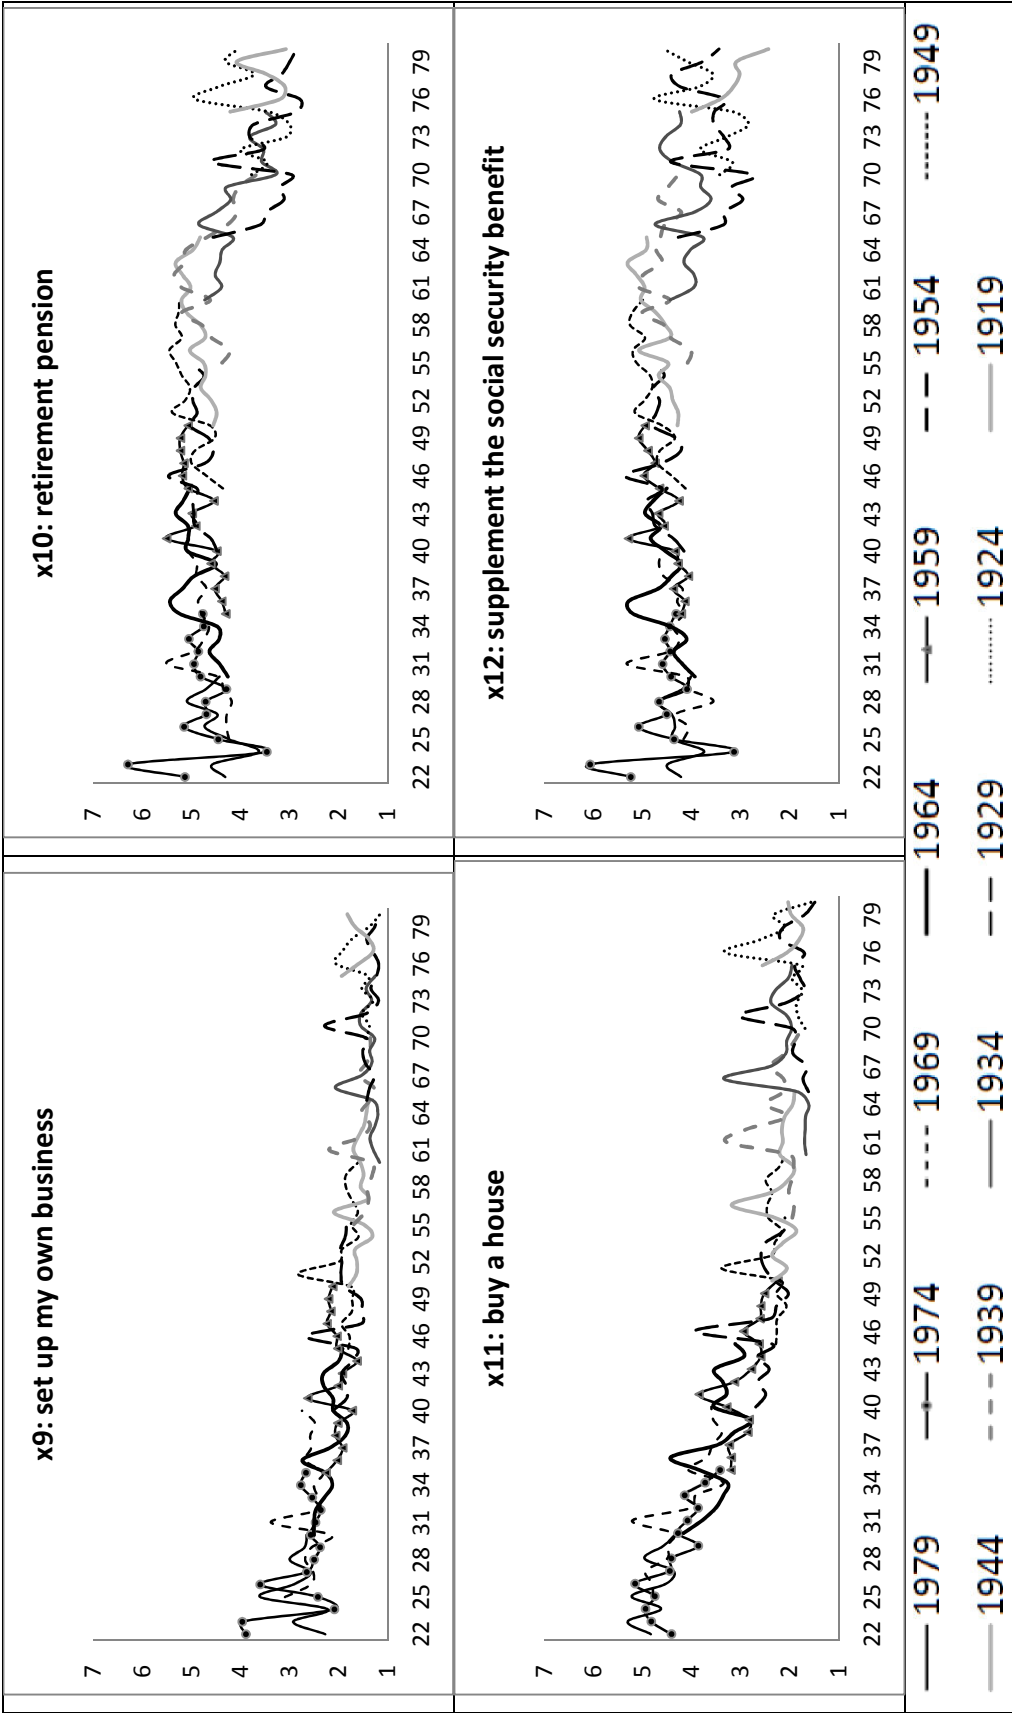 x9: set up my own business
7
6
5
4
3
2
1
22 25 28 31 34 37 40 43 46 49 52 55 58 61 64 67 70 73 76 79
x10: retirement pension
7
6
5
4
3
2
1
22 25 28 31 34 37 40 43 46 49 52 55 58 61 64 67 70 73 76 79
x11: buy a house
7
6
5
4
3
2
1
22 25 28 31 34 37 40 43 46 49 52 55 58 61 64 67 70 73 76 79
x12: supplement the social security benefit
7
6
5
4
3
2
1
22 25 28 31 34 37 40 43 46 49 52 55 58 61 64 67 70 73 76 79
1979 1974 1969 1964 1959 1954 1949
1944 1939 1934 1929 1924 1919